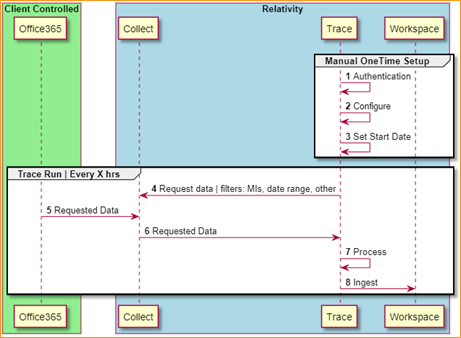 Client Controlled
Relativity
Office365
Collect
Trace
Workspace
Manual OneTime Setup
1 Authentication
2 Configure
3 Set Start Date
Trace Run | Every X hrs
4 Request data | filters: MIs, date range, other
5 Requested Data
6 Requested Data
7 Process
8 Ingest
Office365
Collect
Trace
Workspace